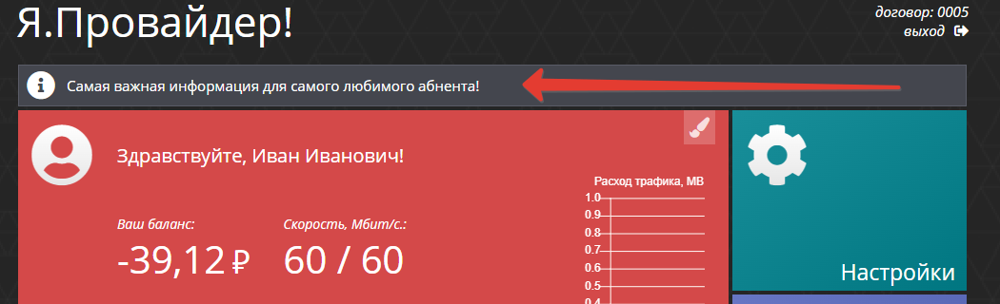 Я.Провайдер!
договор: 0005
выход
Самая важная информация для самого любимого абнента!
Здравствуйте, Иван Иванович!
Расход трафика, МВ
1.0
0.9
0.8
0.7
0.6
0.5
0.4
Ваш баланс:
Скорость, Мбит/с.:
-39,12 ₽
60 / 60
Настройки